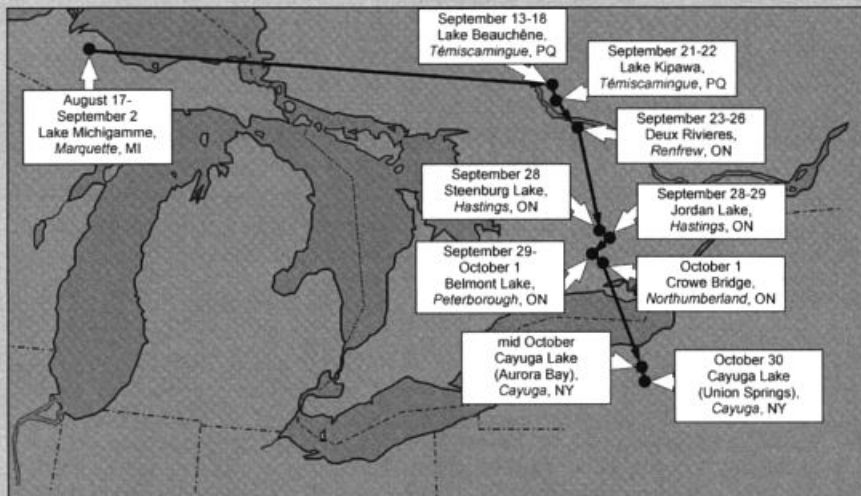 September 13-18
Lake Beauchêne,
Témiscamingue, PQ
September 21-22
Lake Kipawa,
Témiscamingue, PQ
August 17-
September 2
Lake Michigamme,
Marquette, MI
September 23-26
Deux Rivieres,
Renfrew, ON
September 28
Steenburg Lake,
Hastings, ON
September 28-29
Jordan Lake,
Hastings, ON
September 29-
October 1
Belmont Lake,
Peterborough, ON
October 1
Crowe Bridge,
Northumberland, ON
mid October
Cayuga Lake
(Aurora Bay),
Cayuga, NY
October 30
Cayuga Lake
(Union Springs),
Cayuga, NY